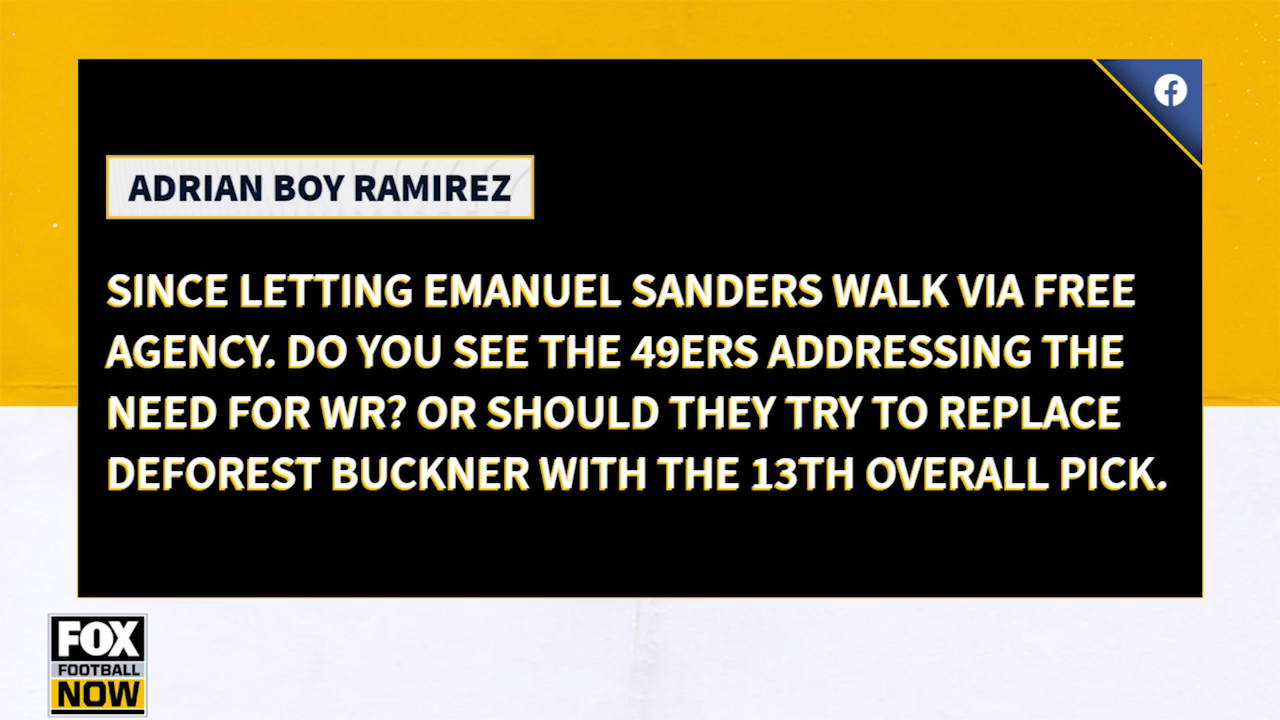 ADRIAN BOY RAMIREZ
SINCE LETTING EMANUEL SANDERS WALK VIA FREE
AGENCY. DO YOU SEE THE 49ERS ADDRESSING THE
NEED FOR WR? OR SHOULD THEY TRY TO REPLACE
DEFOREST BUCKNER WITH THE 13TH OVERALL PICK.
FOX
FOOTBALL
NOW